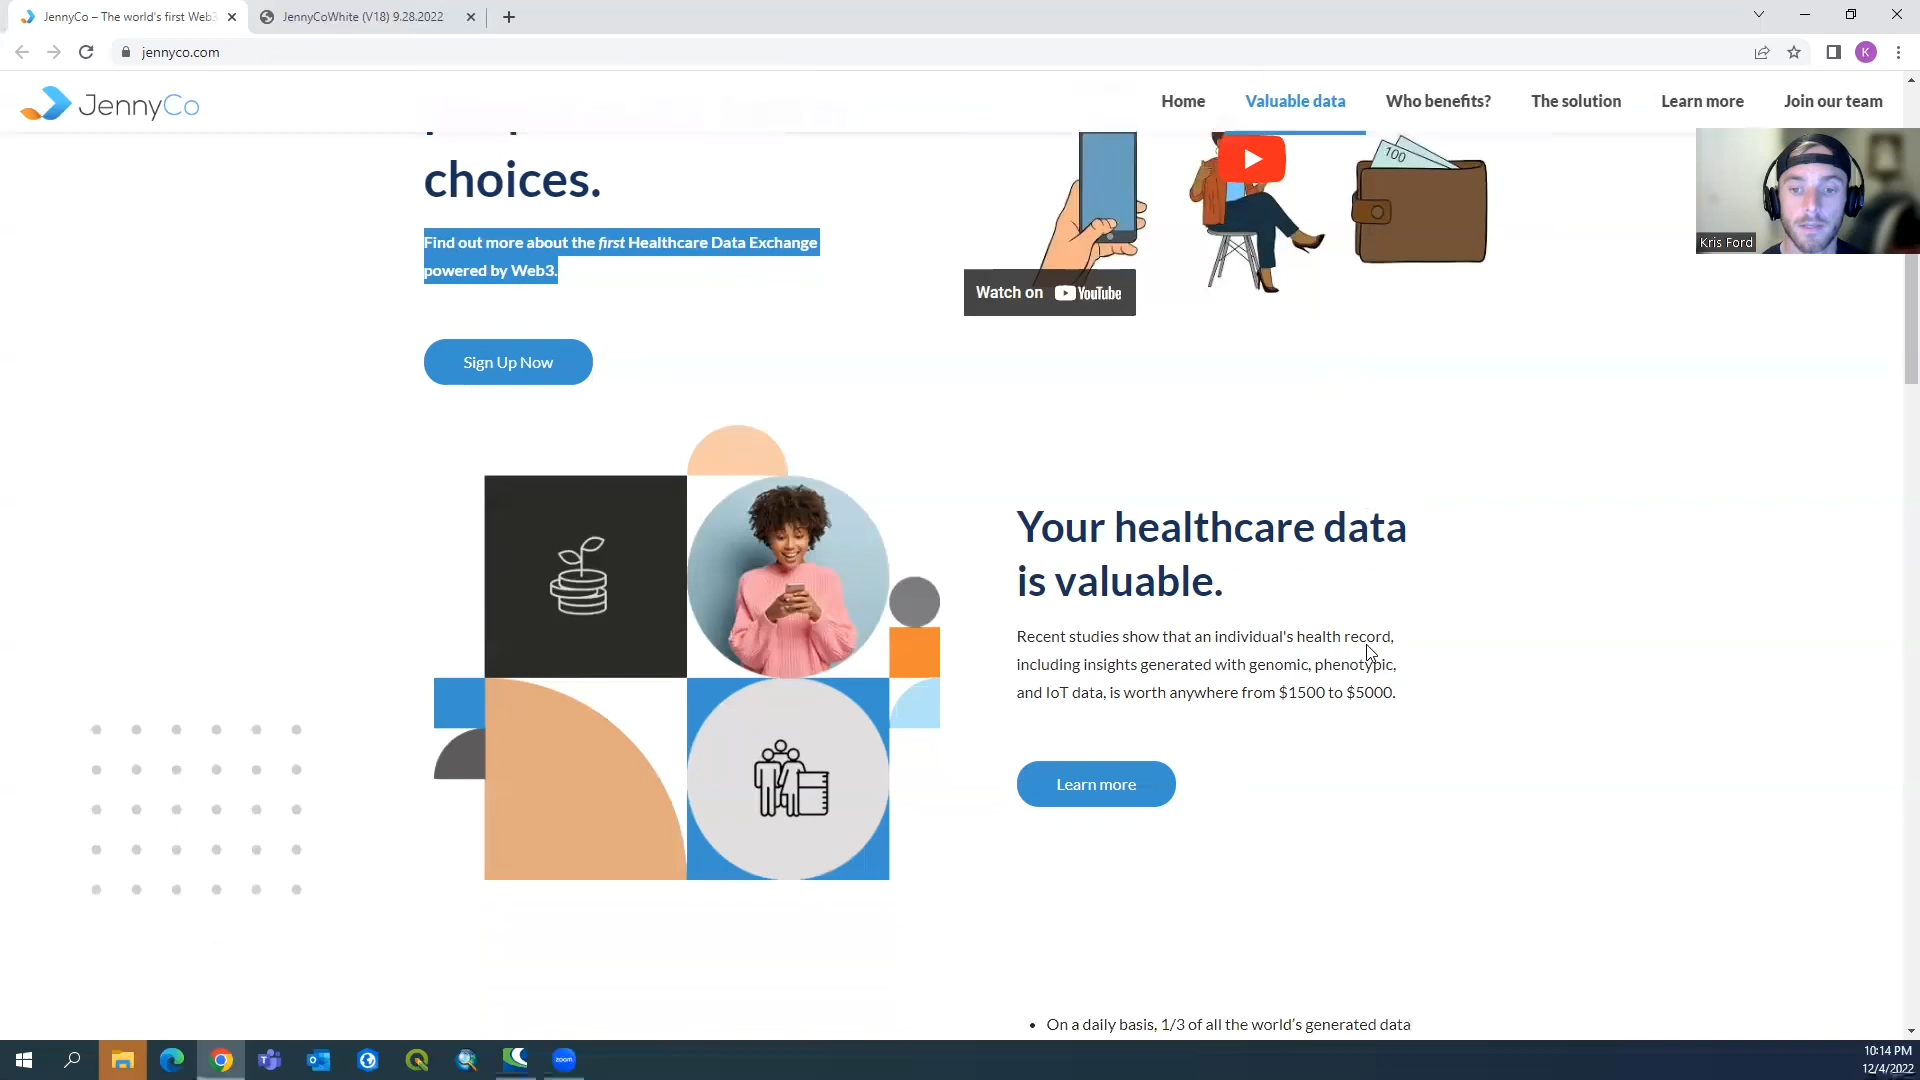 JennyCo – The world's first Web3
JennyCoWhite (V18) 9.28.2022
jennyco.com
K
JennyCo
Home
Valuable data
Who benefits?
The solution
Learn more
Join our team
choices.
Find out more about the first Healthcare Data Exchange
powered by Web3.
Sign Up Now
100
Watch on YouTube
Kris Ford
Your healthcare data
is valuable.
Recent studies show that an individual's health record,
including insights generated with genomic, phenotypic,
and IoT data, is worth anywhere from $1500 to $5000.
Learn more
• On a daily basis, 1/3 of all the world’s generated data
zoom
10:14 PM
12/4/2022